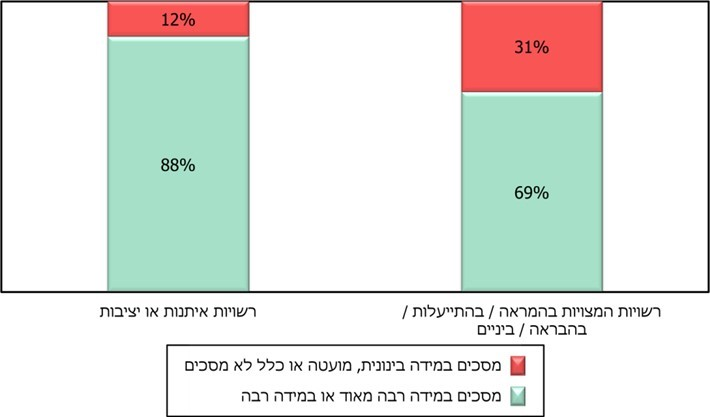 12%
31%
88%
69%
רשויות המצויות בהמראה / בהתייעלות /
בהבראה / ביניים
רשויות איתנות או יציבות
מסכים במידה בינונית, מועטה או כלל לא מסכים
מסכים במידה רבה מאוד או במידה רבה